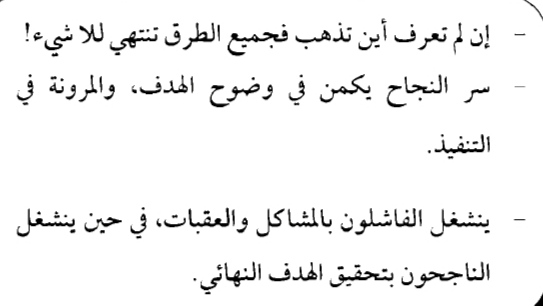 - إن لم تعرف أين تذهب فجميع الطرق تنتهي للا شيء!
- سر النجاح يكمن في وضوح الهدف، والمرونة في
التنفيذ.
- ينشغل الفاشلون بالمشاكل والعقبات، في حين ينشغل
الناجحون بتحقيق الهدف النهائي.